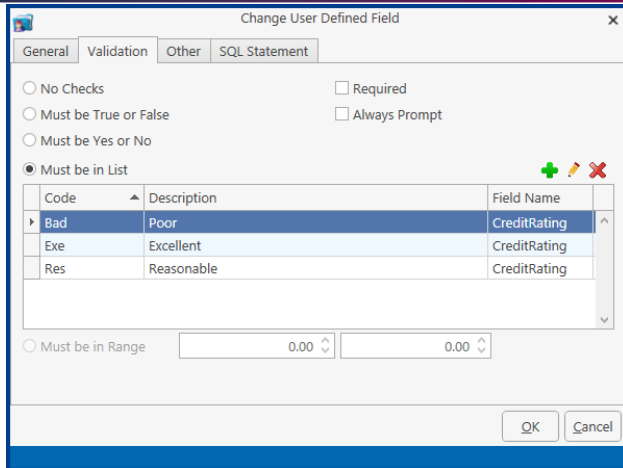 Change User Defined Field
General Validation Other SQL Statement
No Checks Required
Must be True or False Always Prompt
Must be Yes or No
Must be in List
Code Description Field Name
Bad Poor CreditRating
Exe Excellent CreditRating
Res Reasonable CreditRating
Must be in Range 0.00 0.00
OK Cancel